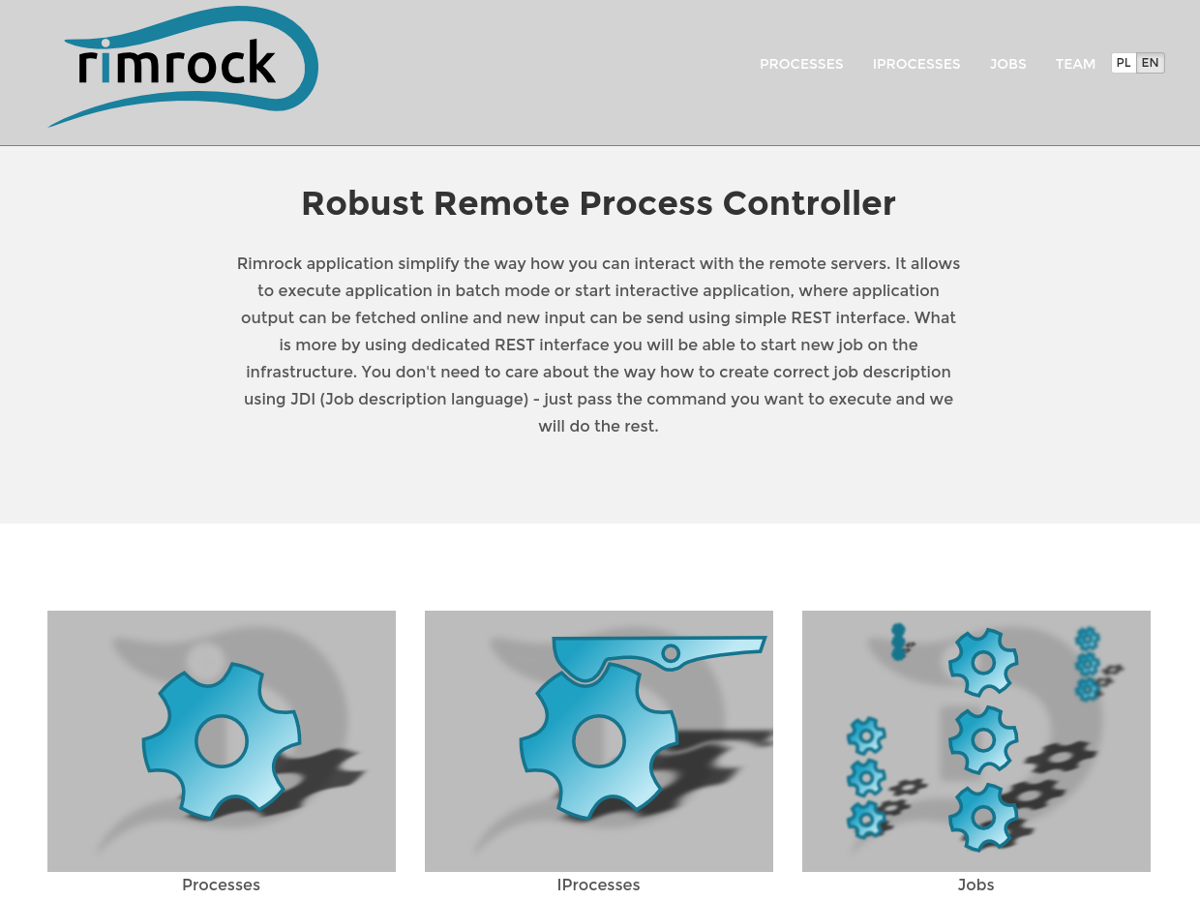 rimrock
PROCESSES IPROCESSES JOBS TEAM PL EN
Robust Remote Process Controller
Rimrock application simplify the way how you can interact with the remote servers. It allows
to execute application in batch mode or start interactive application, where application
output can be fetched online and new input can be send using simple REST interface. What
is more by using dedicated REST interface you will be able to start new job on the
infrastructure. You don't need to care about the way how to create correct job description
using JDI (Job description language) - just pass the command you want to execute and we
will do the rest.
Processes IProcesses Jobs